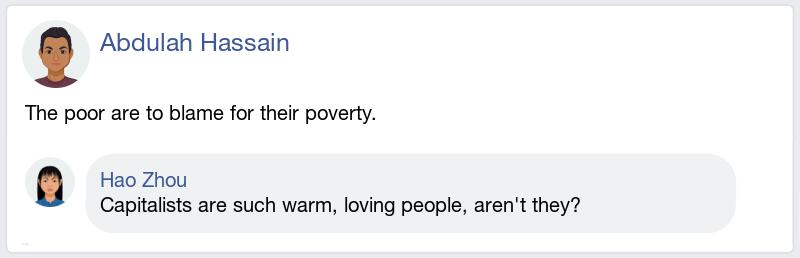 Abdulah Hassain
The poor are to blame for their poverty.
Hao Zhou
Capitalists are such warm, loving people, aren't they?